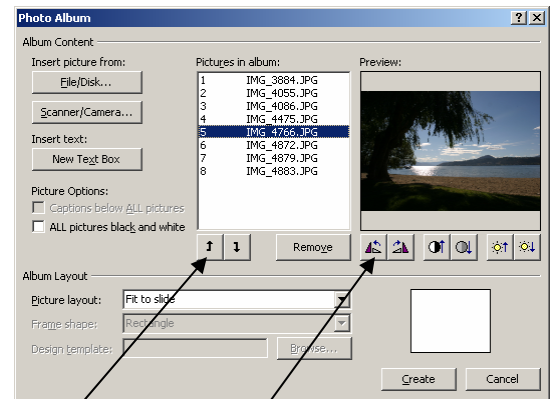 Photo Album
Album Content
Insert picture from:
File/Disk...
Scanner/Camera...
Insert text:
New Text Box
Picture Options:
Captions below ALL pictures
ALL pictures black and white
Pictures in album:
1 IMG_3884.JPG
2 IMG_4055.JPG
3 IMG_4086.JPG
4 IMG_4475.JPG
5 IMG_4766.JPG
6 IMG_4872.JPG
7 IMG_4879.JPG
8 IMG_4883.JPG
Remove
Preview:
Album Layout
Picture layout: Fit to slide
Frame shape: Rectangle
Design template: Browse...
Create Cancel